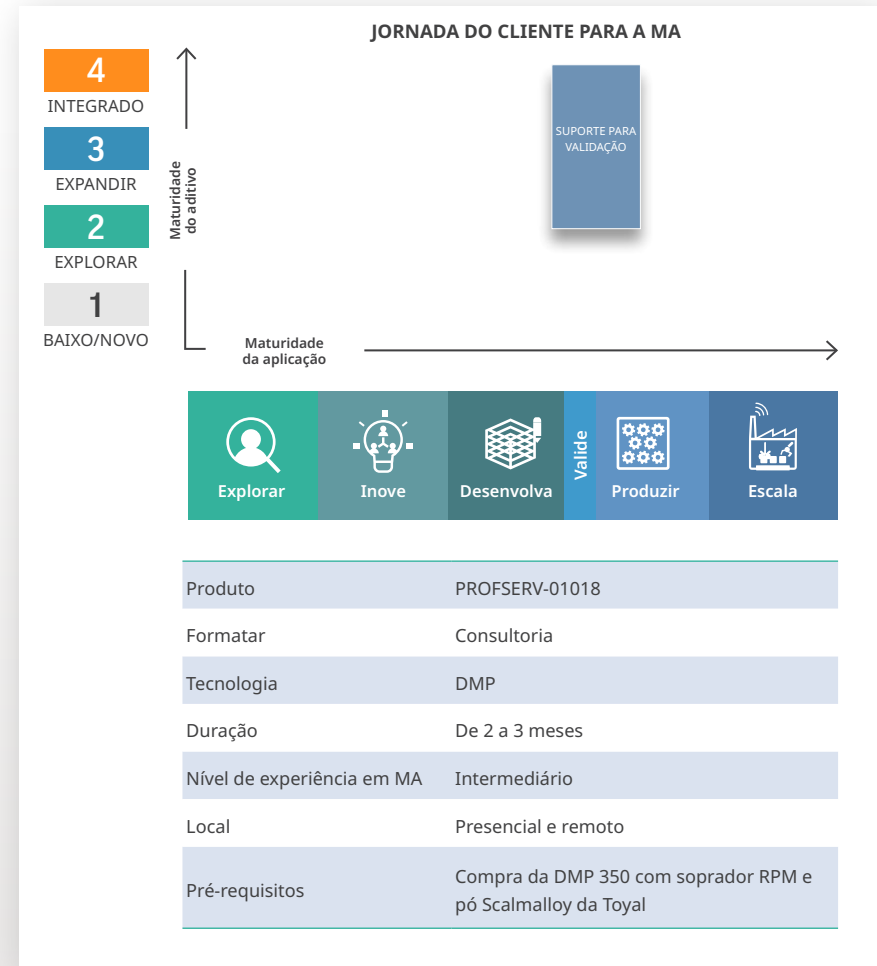 JORNADA DO CLIENTE PARA A MA
4
INTEGRADO
3
EXPANDIR
2
EXPLORAR
1
BAIXO/NOVO
Maturidade
do aditivo
SUPORTE PARA
VALIDAÇÃO
Maturidade
da aplicação
Explorar
Inove
Desenvolva
Valide
Produzir
Escala
Produto PROFSERV-01018
Formatar Consultoria
Tecnologia DMP
Duração De 2 a 3 meses
Nível de experiência em MA Intermediário
Local Presencial e remoto
Pré-requisitos Compra da DMP 350 com soprador RPM e
pó Scalmalloy da Toyal